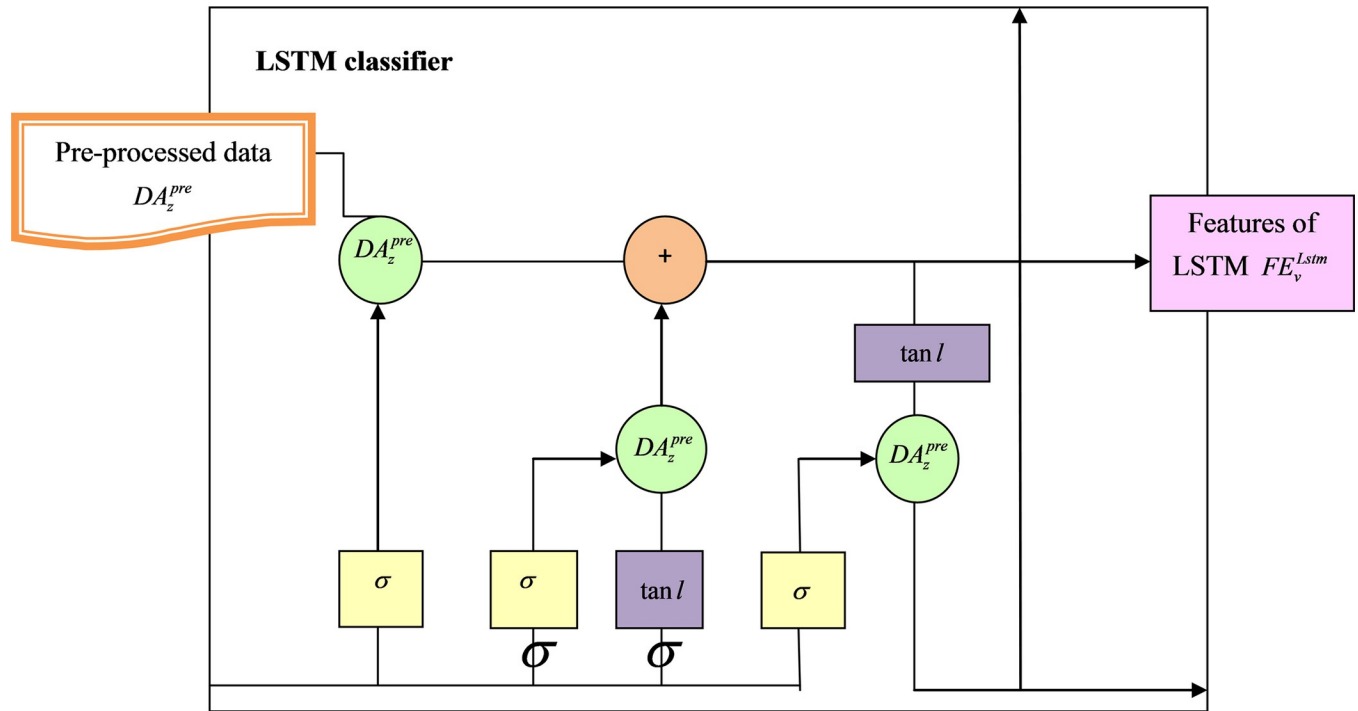 LSTM classifier
Pre-processed data
$DA_z^{pre}$
$DA_z^{pre}$
+
Features of
LSTM $FE_v^{Lstm}$
tan l
$DA_z^{pre}$
$DA_z^{pre}$
σ
σ
tan l
σ
σ
σ